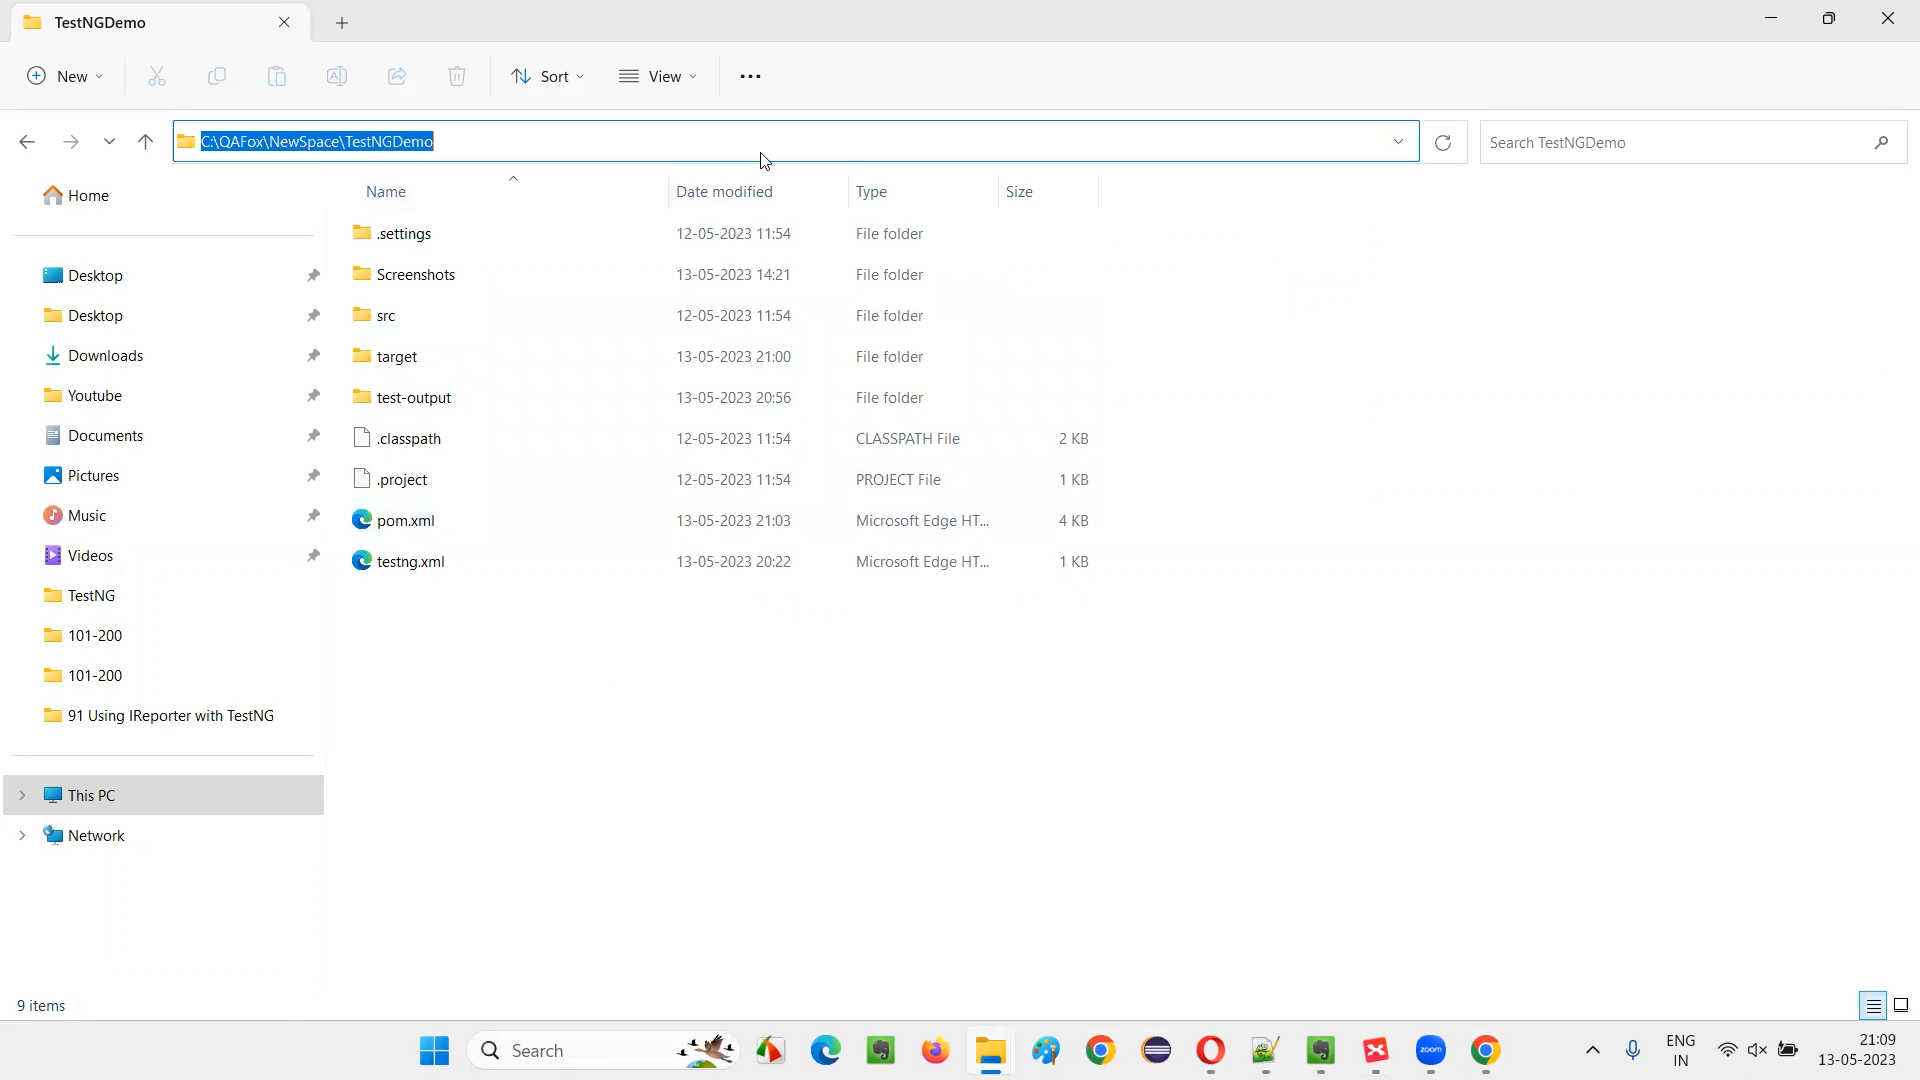 TestNGDemo
New
Sort
View
C:\QAFox\NewSpace\TestNGDemo
Search TestNGDemo
Home
Desktop
Desktop
Downloads
Youtube
Documents
Pictures
Music
Videos
TestNG
101-200
101-200
91 Using IReporter with TestNG
This PC
Network
Name Date modified Type Size
.settings 12-05-2023 11:54 File folder
Screenshots 13-05-2023 14:21 File folder
src 12-05-2023 11:54 File folder
target 13-05-2023 21:00 File folder
test-output 13-05-2023 20:56 File folder
.classpath 12-05-2023 11:54 CLASSPATH File 2 KB
.project 12-05-2023 11:54 PROJECT File 1 KB
pom.xml 13-05-2023 21:03 Microsoft Edge HT... 4 KB
testng.xml 13-05-2023 20:22 Microsoft Edge HT... 1 KB
9 items
Search
zoom
ENG
IN
21:09
13-05-2023